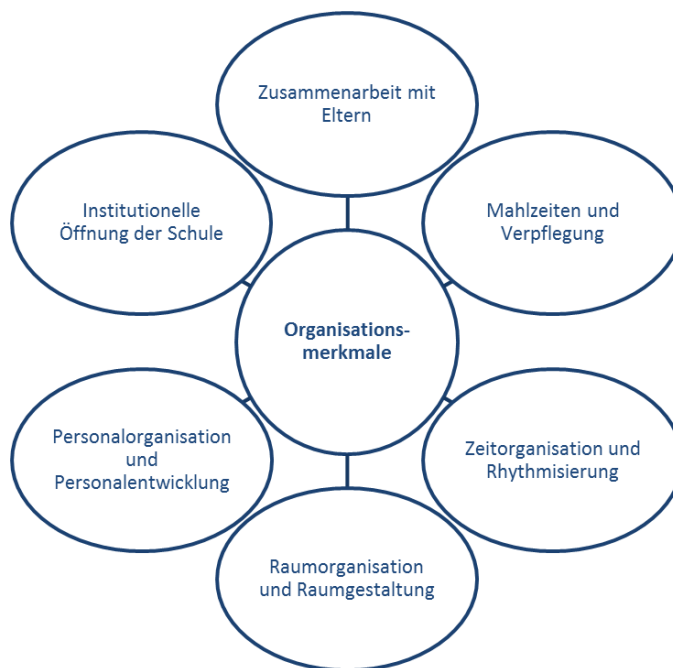 Zusammenarbeit mit
Eltern
Institutionelle
Öffnung der Schule
Mahlzeiten und
Verpflegung
Organisations-
merkmale
Personalorganisation
und
Personalentwicklung
Zeitorganisation und
Rhythmisierung
Raumorganisation
und Raumgestaltung